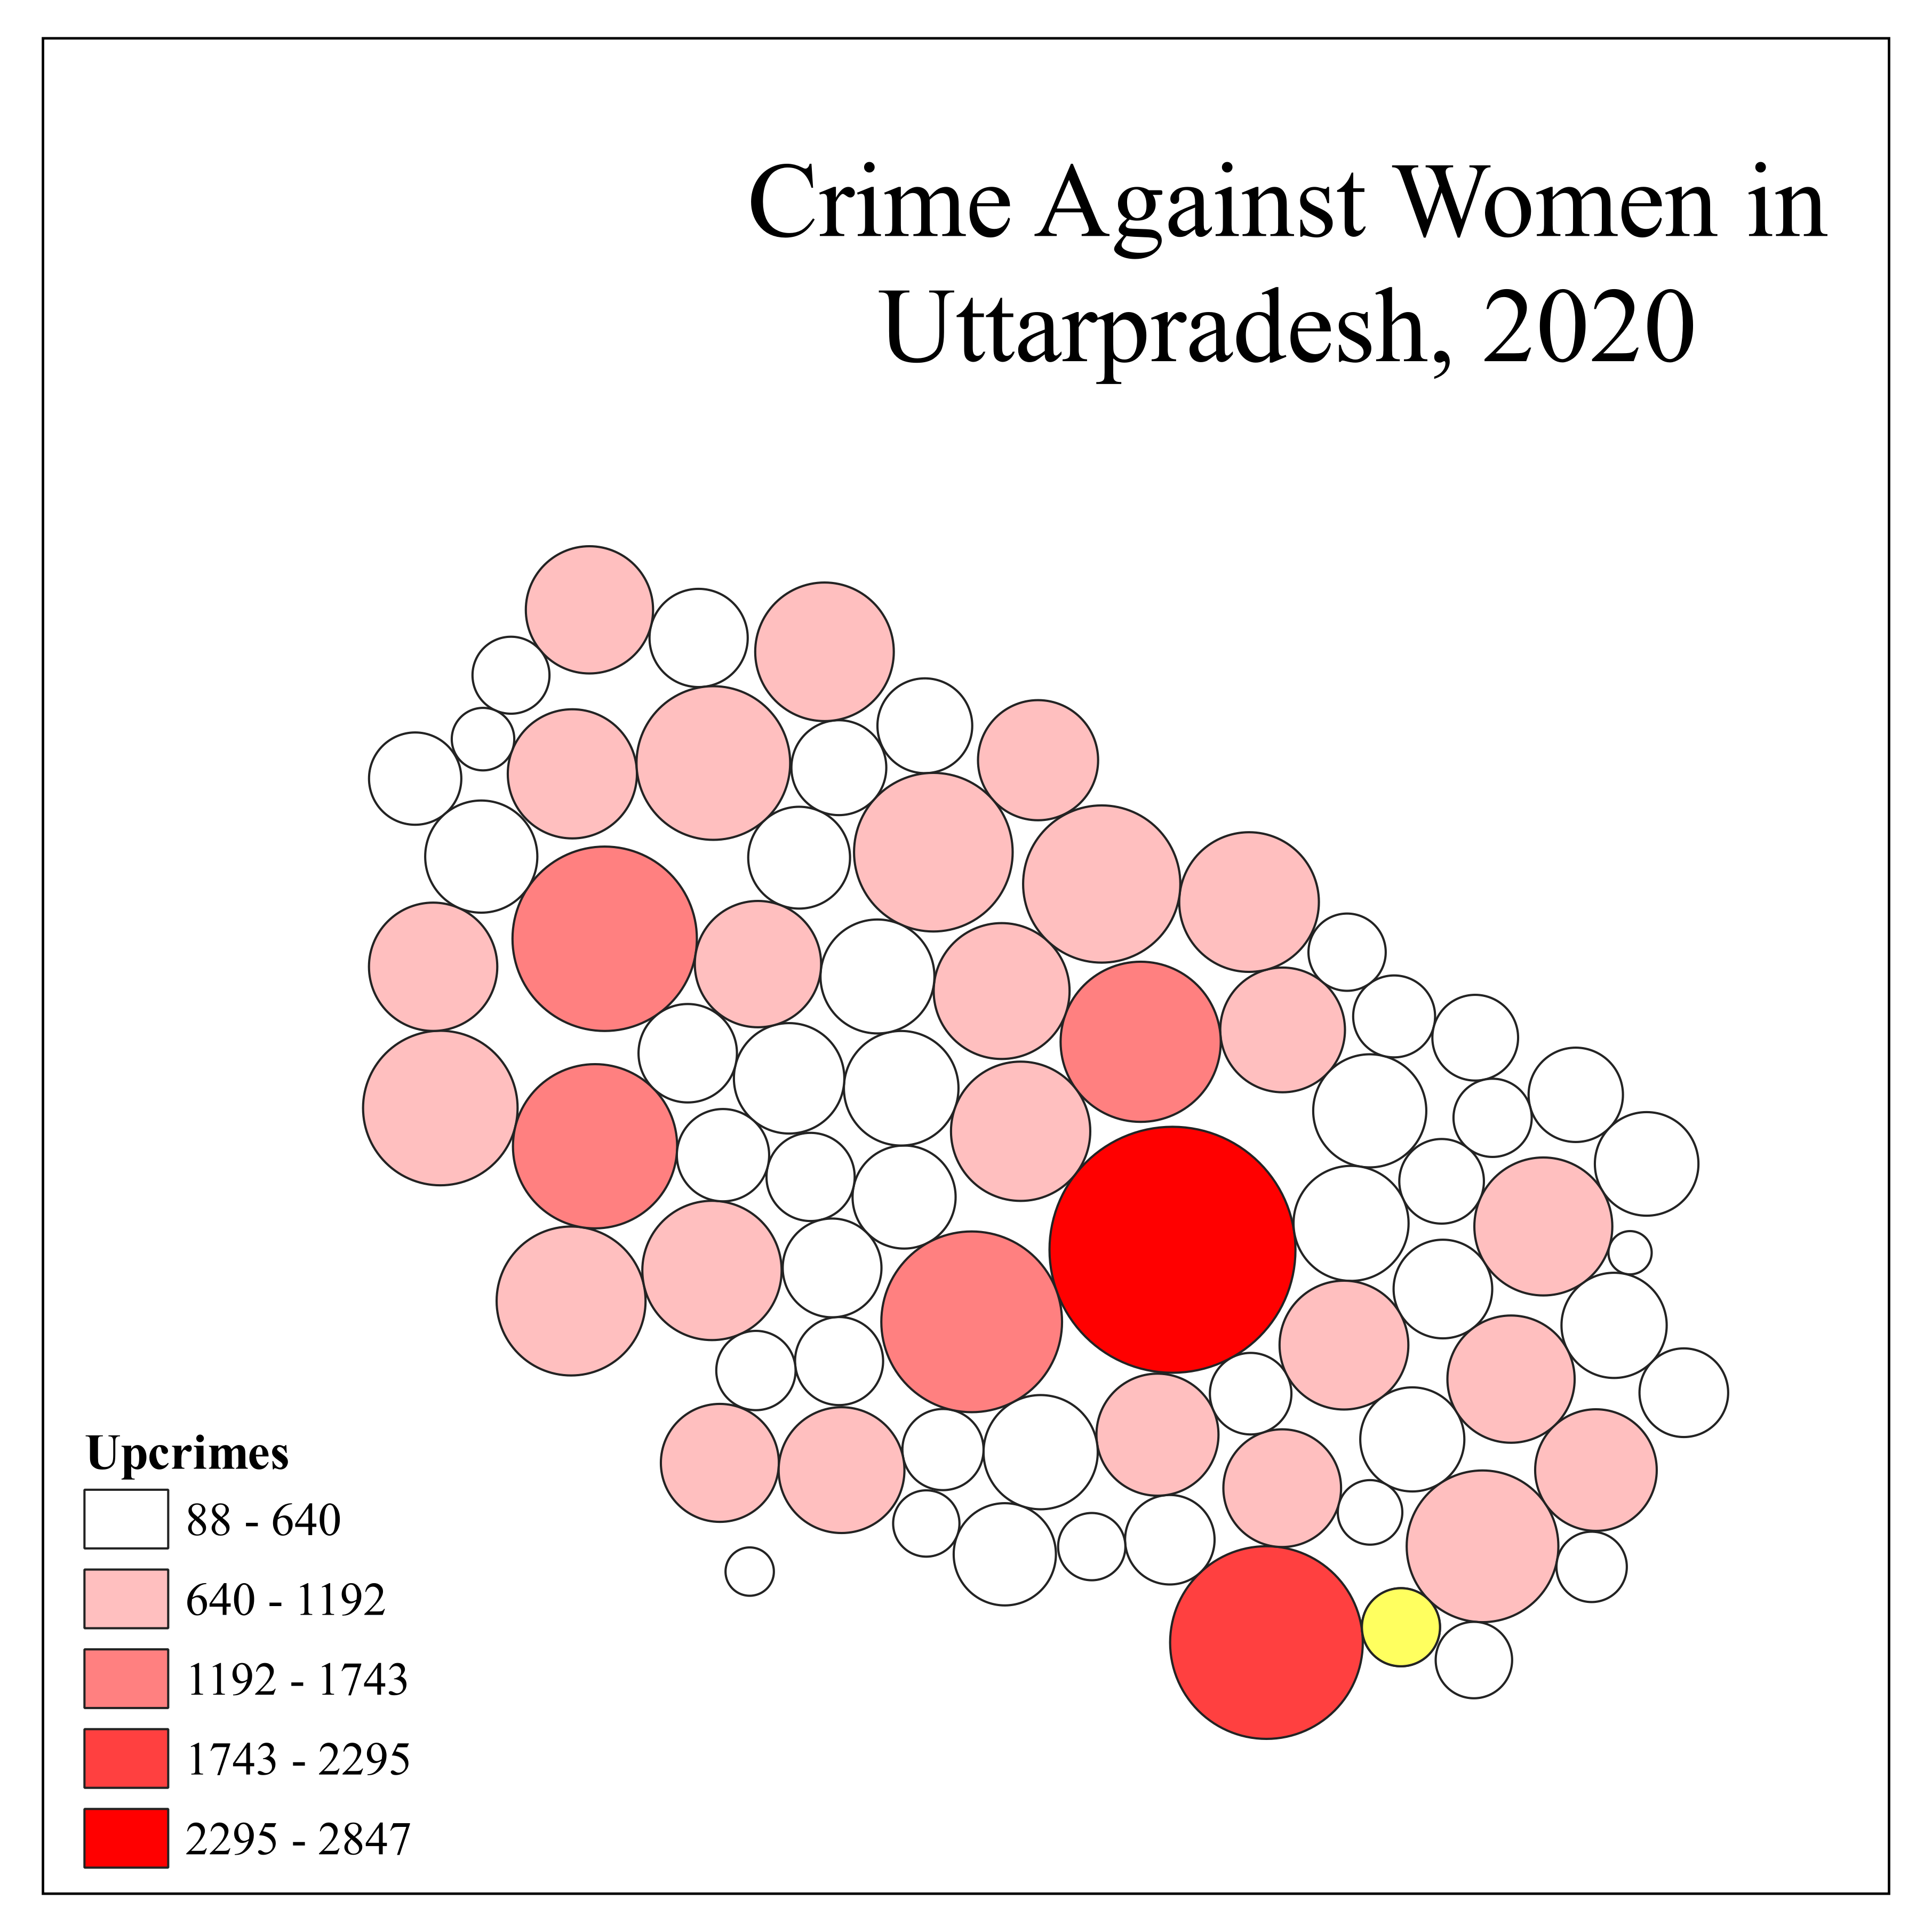 Crime Against Women in
Uttarpradesh, 2020
Upcrimes
88 - 640
640 - 1192
1192 - 1743
1743 - 2295
2295 - 2847